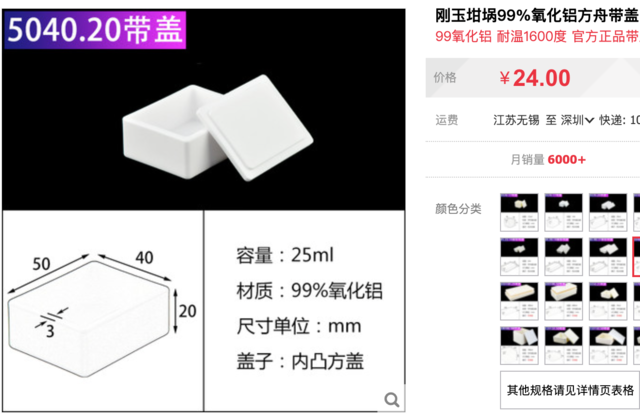 5040.20带盖
50
40
20
3
容量：25ml
材质：99%氧化铝
尺寸单位：mm
盖子：内凸方盖
刚玉坩埚99%氧化铝方舟带盖
99氧化铝 耐温1600度 官方正品带
价格
¥24.00
运费
江苏无锡 至 深圳 快递: 10
月销量 6000+
颜色分类
其他规格请见详情页表格